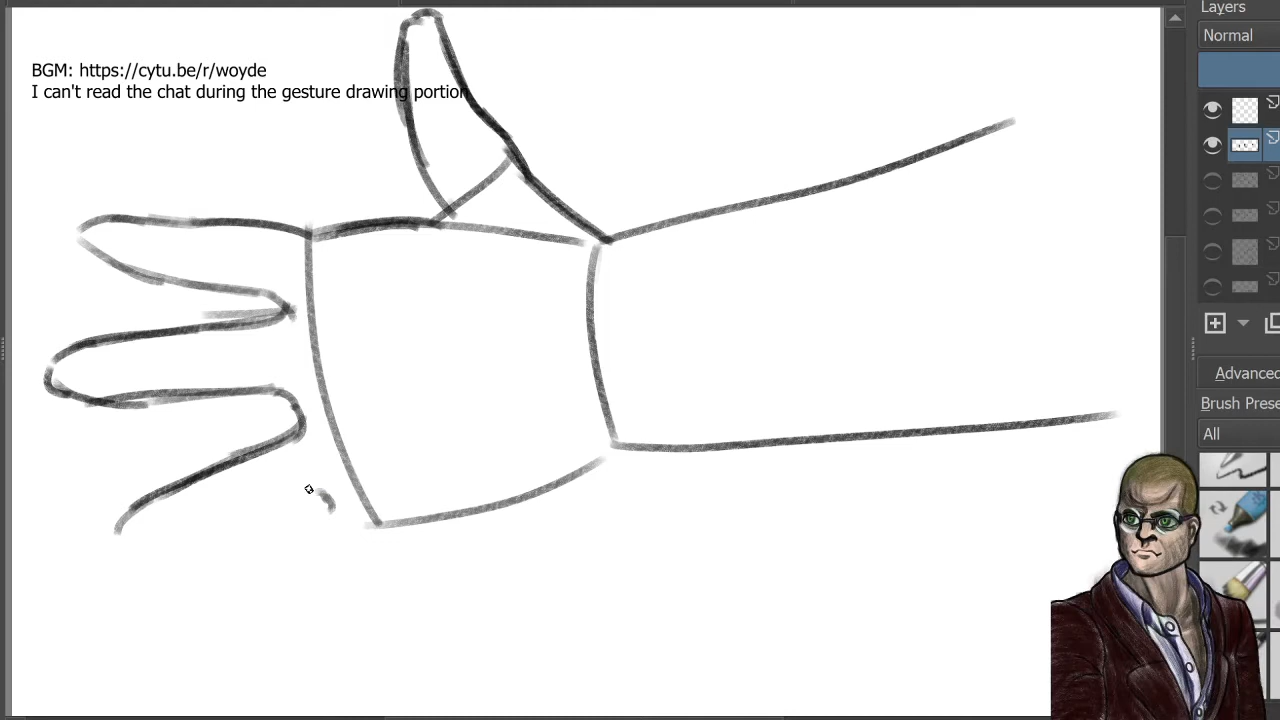 Layers
Normal
BGM: https://cytu.be/r/woyde
I can't read the chat during the gesture drawing portion
Advanced
Brush Prese
All